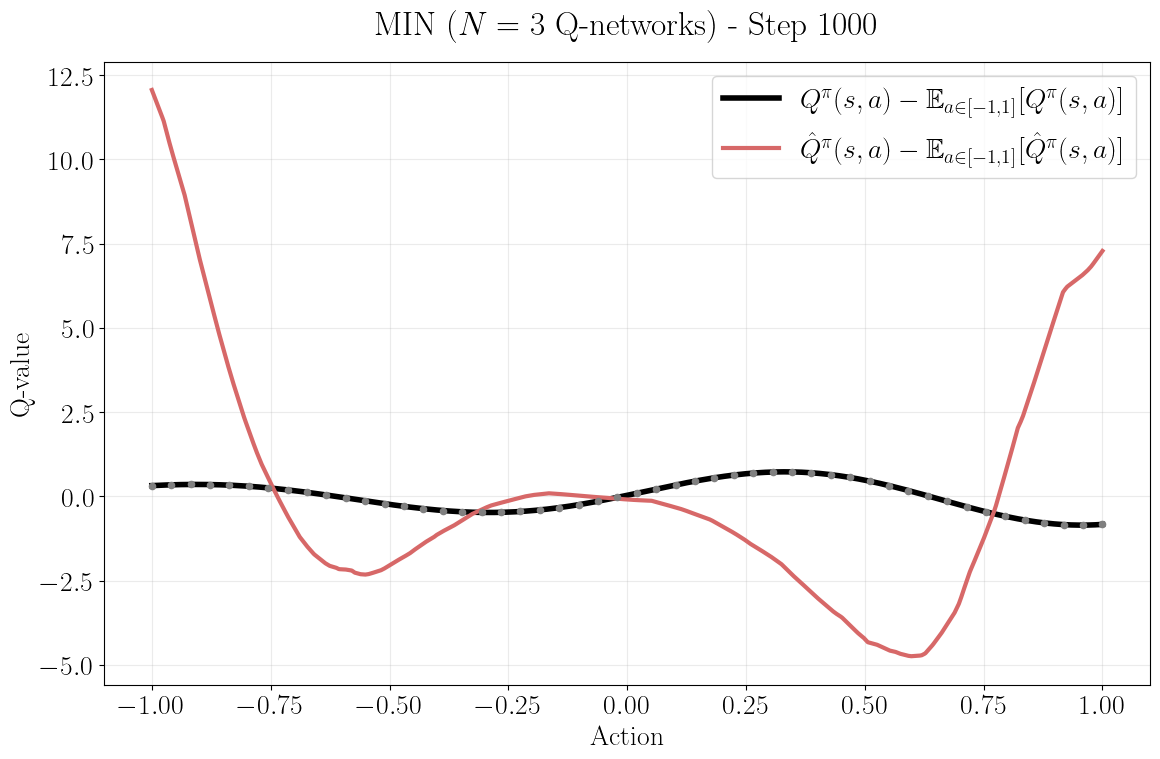 MIN (N = 3 Q-networks) - Step 1000
12.5
10.0
7.5
5.0
2.5
0.0
−2.5
−5.0
Q-value
Q^π(s, a) − 𝔼_{a∈[−1,1]}[Q^π(s, a)]
Q̂^π(s, a) − 𝔼_{a∈[−1,1]}[Q̂^π(s, a)]
−1.00 −0.75 −0.50 −0.25 0.00 0.25 0.50 0.75 1.00
Action